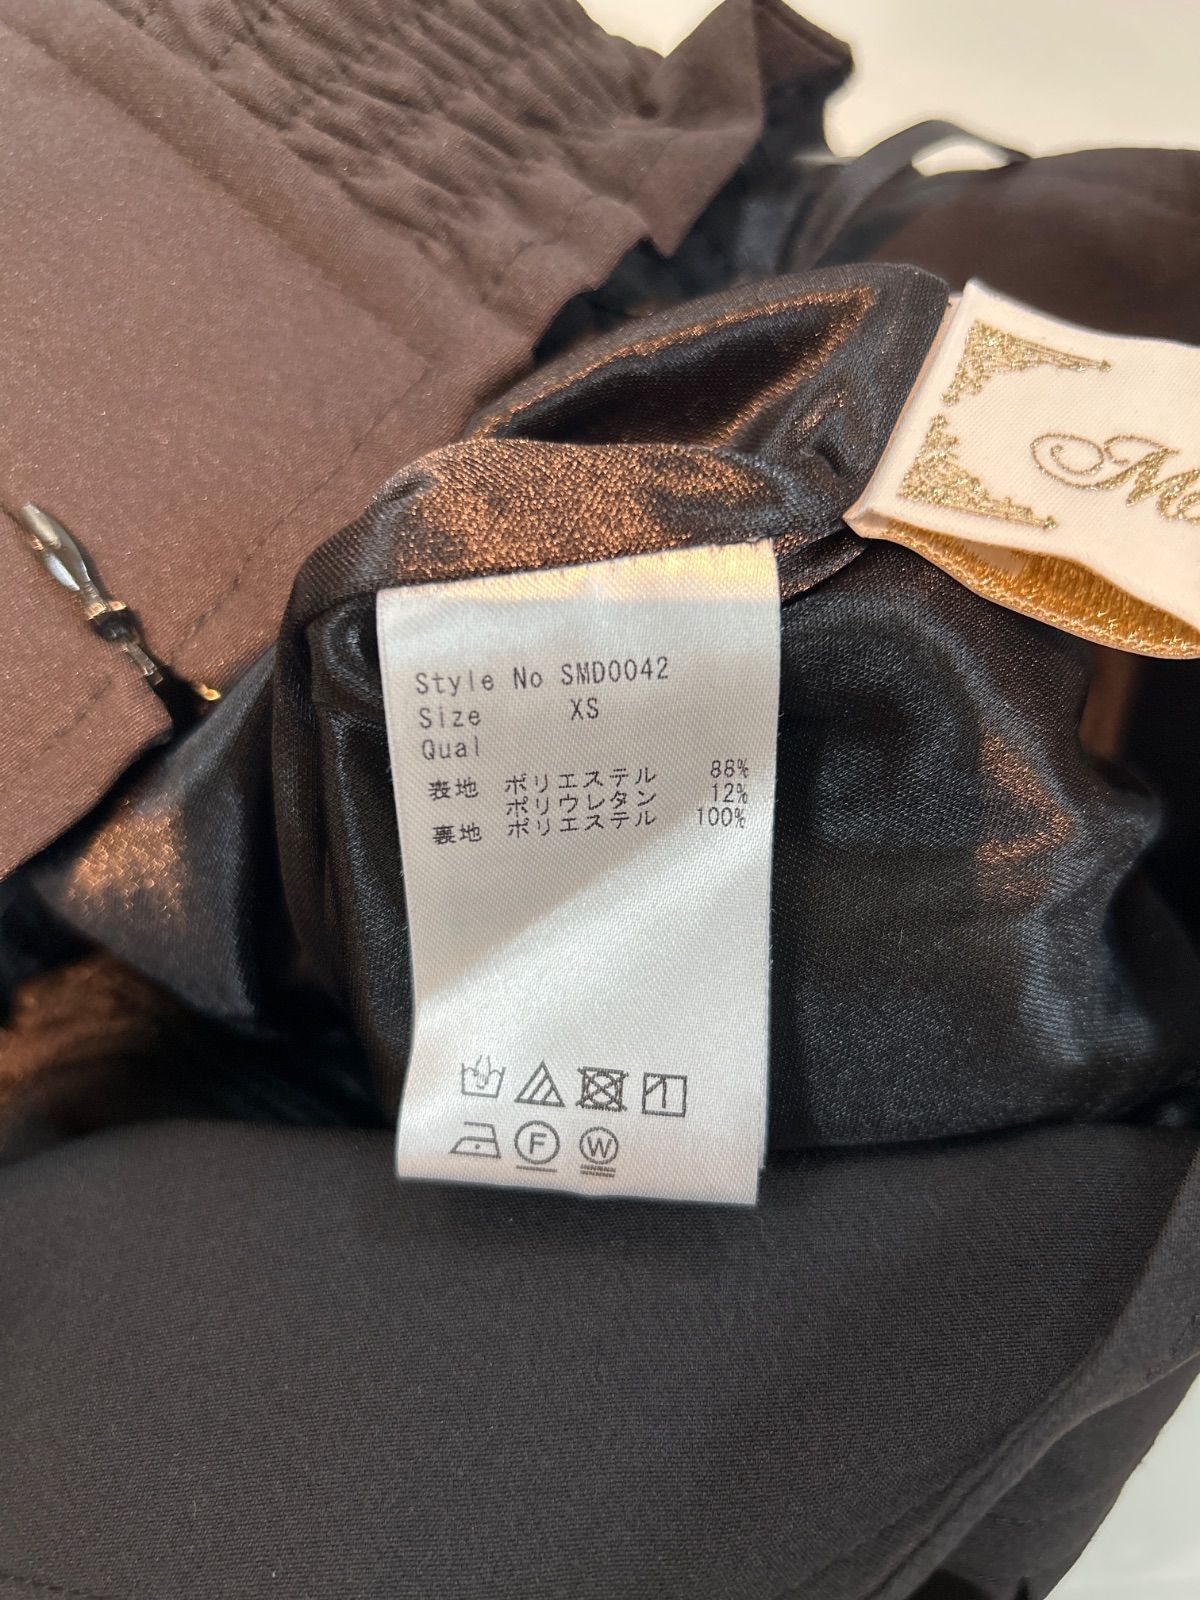 Style No SMD0042
Size XS
Qual
表地 ポリエステル 88%
ポリウレタン 12%
裏地 ポリエステル 100%
F W